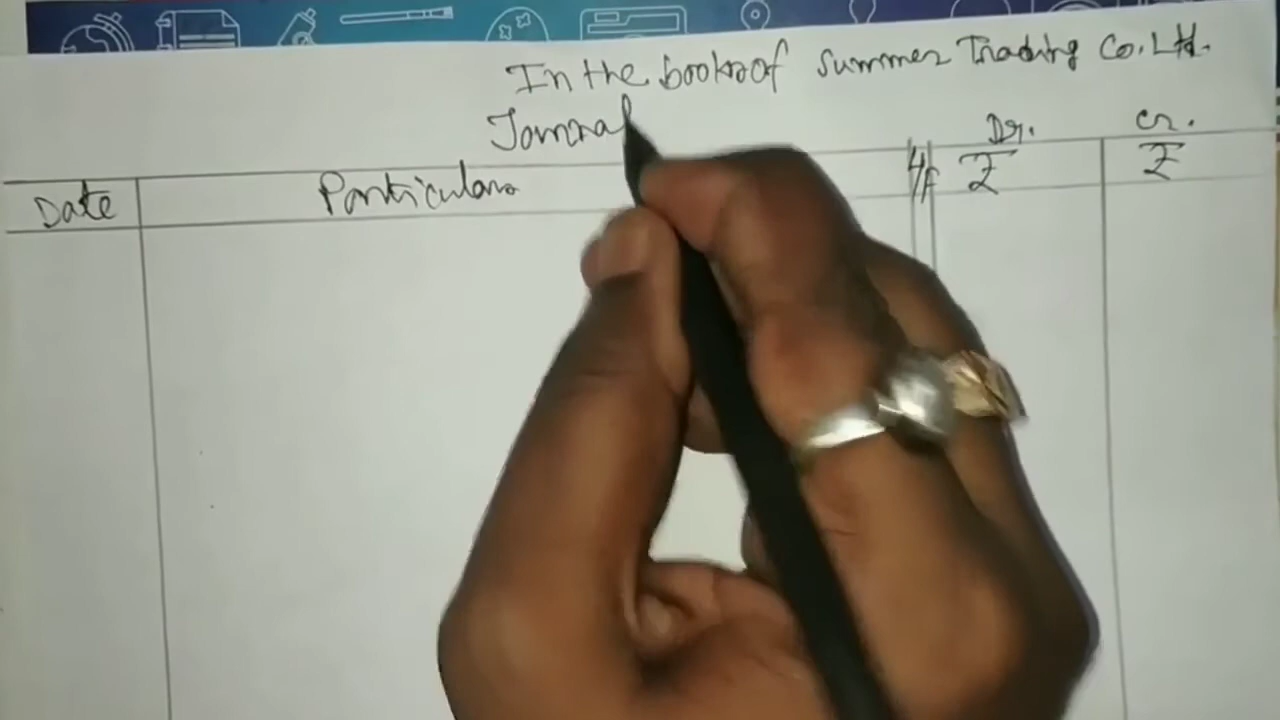 In the books of Summer Trading Co. Ltd.
Journal
Date Particulars L/F Dr. ₹ Cr. ₹